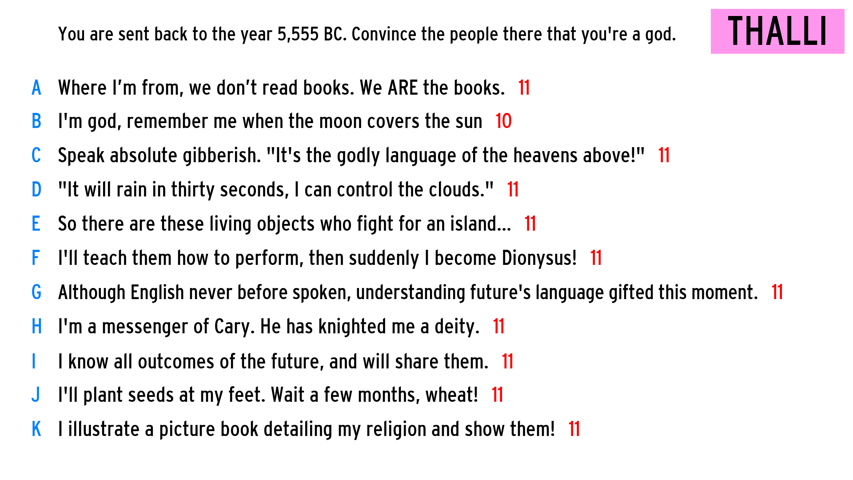 You are sent back to the year 5,555 BC. Convince the people there that you're a god.
THALLI
A Where I’m from, we don’t read books. We ARE the books. 11
B I'm god, remember me when the moon covers the sun 10
C Speak absolute gibberish. "It's the godly language of the heavens above!" 11
D "It will rain in thirty seconds, I can control the clouds." 11
E So there are these living objects who fight for an island... 11
F I'll teach them how to perform, then suddenly I become Dionysus! 11
G Although English never before spoken, understanding future's language gifted this moment. 11
H I'm a messenger of Cary. He has knighted me a deity. 11
I I know all outcomes of the future, and will share them. 11
J I'll plant seeds at my feet. Wait a few months, wheat! 11
K I illustrate a picture book detailing my religion and show them! 11